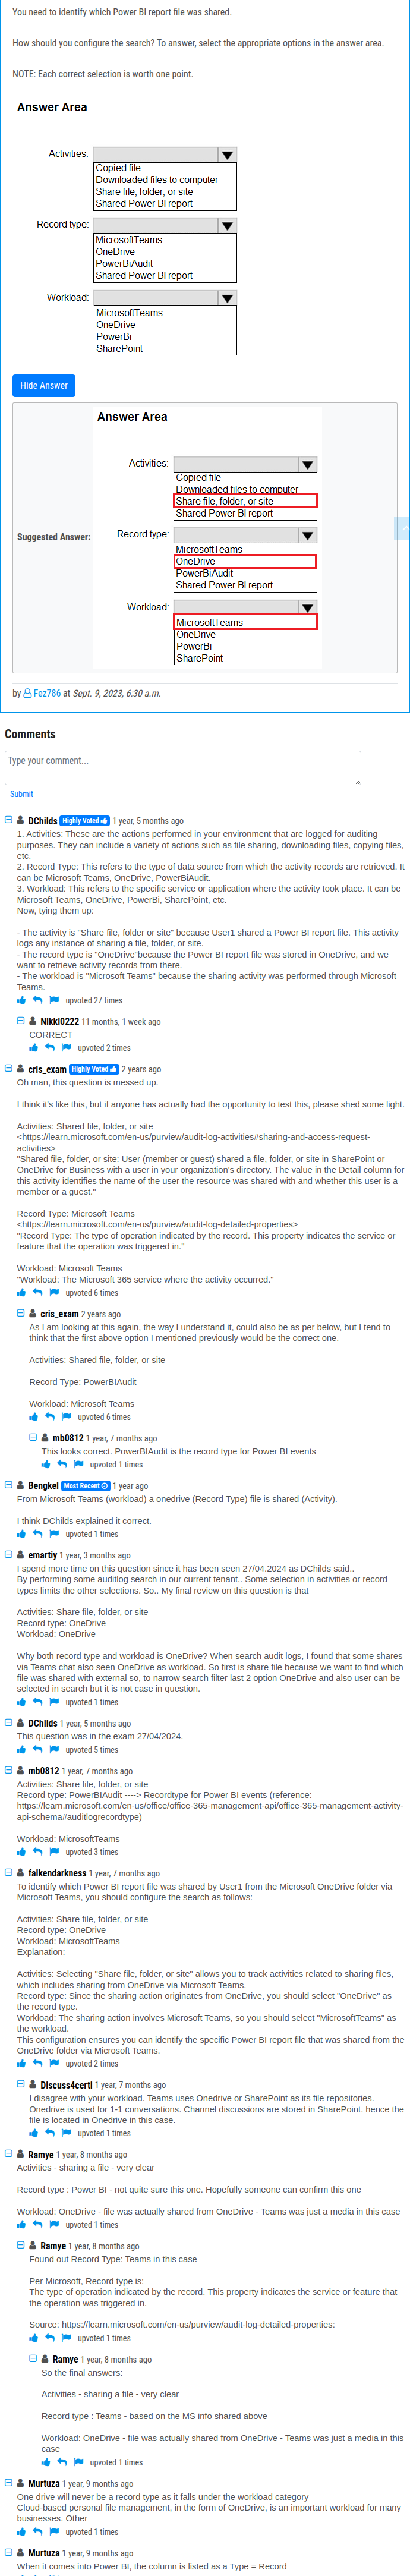 You need to identify which Power BI report file was shared.
How should you configure the search? To answer, select the appropriate options in the answer area.
NOTE: Each correct selection is worth one point.
Answer Area
Activities:
Copied file
Downloaded files to computer
Share file, folder, or site
Shared Power BI report
Record type:
MicrosoftTeams
OneDrive
PowerBiAudit
Shared Power BI report
Workload:
MicrosoftTeams
OneDrive
PowerBi
SharePoint
Hide Answer
Suggested Answer:
Answer Area
Activities:
Copied file
Downloaded files to computer
Share file, folder, or site
Shared Power BI report
Record type:
MicrosoftTeams
OneDrive
PowerBiAudit
Shared Power BI report
Workload:
MicrosoftTeams
OneDrive
PowerBi
SharePoint
by Fez786 at Sept. 9, 2023, 6:30 a.m.
Comments
Type your comment...
Submit
DChilds Highly Voted 1 year, 5 months ago
1. Activities: These are the actions performed in your environment that are logged for auditing
purposes. They can include a variety of actions such as file sharing, downloading files, copying files,
etc.
2. Record Type: This refers to the type of data source from which the activity records are retrieved. It
can be Microsoft Teams, OneDrive, PowerBiAudit.
3. Workload: This refers to the specific service or application where the activity took place. It can be
Microsoft Teams, OneDrive, PowerBi, SharePoint, etc.
Now, tying them up:
- The activity is "Share file, folder or site" because User1 shared a Power BI report file. This activity
logs any instance of sharing a file, folder, or site.
- The record type is "OneDrive"because the Power BI report file was stored in OneDrive, and we
want to retrieve activity records from there.
- The workload is "Microsoft Teams" because the sharing activity was performed through Microsoft
Teams.
upvoted 27 times
Nikki0222 11 months, 1 week ago
CORRECT
upvoted 2 times
cris_exam Highly Voted 2 years ago
Oh man, this question is messed up.
I think it's like this, but if anyone has actually had the opportunity to test this, please shed some light.
Activities: Shared file, folder, or site
<https://learn.microsoft.com/en-us/purview/audit-log-activities#sharing-and-access-request-
activities>
"Shared file, folder, or site: User (member or guest) shared a file, folder, or site in SharePoint or
OneDrive for Business with a user in your organization's directory. The value in the Detail column for
this activity identifies the name of the user the resource was shared with and whether this user is a
member or a guest."
Record Type: Microsoft Teams
<https://learn.microsoft.com/en-us/purview/audit-log-detailed-properties>
"Record Type: The type of operation indicated by the record. This property indicates the service or
feature that the operation was triggered in."
Workload: Microsoft Teams
"Workload: The Microsoft 365 service where the activity occurred."
upvoted 6 times
cris_exam 2 years ago
As I am looking at this again, the way I understand it, could also be as per below, but I tend to
think that the first above option I mentioned previously would be the correct one.
Activities: Shared file, folder, or site
Record Type: PowerBIAudit
Workload: Microsoft Teams
upvoted 6 times
mb0812 1 year, 7 months ago
This looks correct. PowerBIAudit is the record type for Power BI events
upvoted 1 times
Bengkel Most Recent 1 year ago
From Microsoft Teams (workload) a onedrive (Record Type) file is shared (Activity).
I think DChilds explained it correct.
upvoted 1 times
emartiy 1 year, 3 months ago
I spend more time on this question since it has been seen 27/04.2024 as DChilds said..
By performing some auditlog search in our current tenant.. Some selection in activities or record
types limits the other selections. So.. My final review on this question is that
Activities: Share file, folder, or site
Record type: OneDrive
Workload: OneDrive
Why both record type and workload is OneDrive? When search audit logs, I found that some shares
via Teams chat also seen OneDrive as workload. So first is share file because we want to find which
file was shared with external so, to narrow search filter last 2 option OneDrive and also user can be
selected in search but it is not case in question.
upvoted 1 times
DChilds 1 year, 5 months ago
This question was in the exam 27/04/2024.
upvoted 5 times
mb0812 1 year, 7 months ago
Activities: Share file, folder, or site
Record type: PowerBIAudit ----> Recordtype for Power BI events (reference:
https://learn.microsoft.com/en-us/office/office-365-management-api/office-365-management-activity-
api-schema#auditlogrecordtype)
Workload: MicrosoftTeams
upvoted 3 times
falkendarkness 1 year, 7 months ago
To identify which Power BI report file was shared by User1 from the Microsoft OneDrive folder via
Microsoft Teams, you should configure the search as follows:
Activities: Share file, folder, or site
Record type: OneDrive
Workload: MicrosoftTeams
Explanation:
Activities: Selecting "Share file, folder, or site" allows you to track activities related to sharing files,
which includes sharing from OneDrive via Microsoft Teams.
Record type: Since the sharing action originates from OneDrive, you should select "OneDrive" as
the record type.
Workload: The sharing action involves Microsoft Teams, so you should select "MicrosoftTeams" as
the workload.
This configuration ensures you can identify the specific Power BI report file that was shared from the
OneDrive folder via Microsoft Teams.
upvoted 2 times
Discuss4certi 1 year, 7 months ago
I disagree with your workload. Teams uses Onedrive or SharePoint as its file repositories.
Onedrive is used for 1-1 conversations. Channel discussions are stored in SharePoint. hence the
file is located in Onedrive in this case.
upvoted 1 times
Ramye 1 year, 8 months ago
Activities - sharing a file - very clear
Record type : Power BI - not quite sure this one. Hopefully someone can confirm this one
Workload: OneDrive - file was actually shared from OneDrive - Teams was just a media in this case
upvoted 1 times
Ramye 1 year, 8 months ago
Found out Record Type: Teams in this case
Per Microsoft, Record type is:
The type of operation indicated by the record. This property indicates the service or feature that
the operation was triggered in.
Source: https://learn.microsoft.com/en-us/purview/audit-log-detailed-properties:
upvoted 1 times
Ramye 1 year, 8 months ago
So the final answers:
Activities - sharing a file - very clear
Record type : Teams - based on the MS info shared above
Workload: OneDrive - file was actually shared from OneDrive - Teams was just a media in this
case
upvoted 1 times
Murtuza 1 year, 9 months ago
One drive will never be a record type as it falls under the workload category
Cloud-based personal file management, in the form of OneDrive, is an important workload for many
businesses. Other
upvoted 1 times
Murtuza 1 year, 9 months ago
When it comes into Power BI, the column is listed as a Type = Record